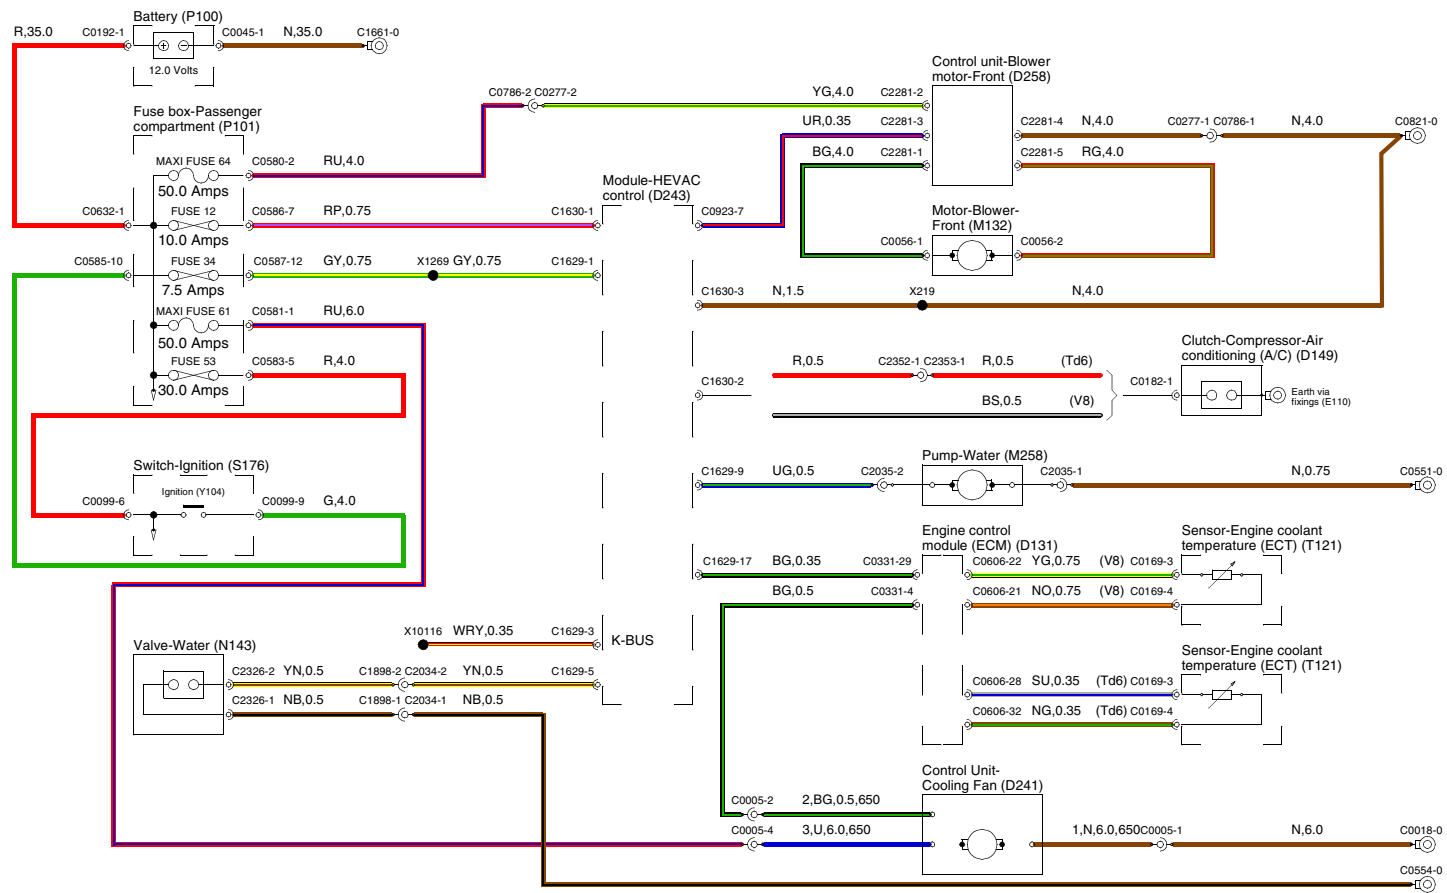 Battery (P100)
R,35.0
C0192-1
C0045-1
N,35.0
C1661-0
12.0 Volts
Fuse box-Passenger
compartment (P101)
MAXI FUSE 64
50.0 Amps
C0580-2
RU,4.0
C0632-1
FUSE 12
10.0 Amps
C0586-7
RP,0.75
C1630-1
C0585-10
FUSE 34
7.5 Amps
C0587-12
GY,0.75
X1269
GY,0.75
C1629-1
MAXI FUSE 61
50.0 Amps
C0581-1
RU,6.0
FUSE 53
30.0 Amps
C0583-5
R,4.0
C0786-2
C0277-2
YG,4.0
C2281-2
Control unit-Blower
motor-Front (D258)
UR,0.35
C2281-3
C2281-4
N,4.0
C0277-1
C0786-1
N,4.0
C0821-0
BG,4.0
C2281-1
C2281-5
RG,4.0
Module-HEVAC
control (D243)
C0923-7
Motor-Blower-
Front (M132)
C0056-1
C0056-2
C1630-3
N,1.5
X219
N,4.0
Clutch-Compressor-Air
conditioning (A/C) (D149)
R,0.5
C2352-1
C2353-1
R,0.5
(Td6)
C1630-2
C0182-1
Earth via
fixings (E110)
BS,0.5
(V8)
Switch-Ignition (S176)
Ignition (Y104)
C0099-6
C0099-9
G,4.0
Pump-Water (M258)
C1629-9
UG,0.5
C2035-2
C2035-1
N,0.75
C0551-0
Engine control
module (ECM) (D131)
Sensor-Engine coolant
temperature (ECT) (T121)
C1629-17
BG,0.35
C0331-29
C0606-22
YG,0.75
(V8)
C0169-3
BG,0.5
C0331-4
C0606-21
NO,0.75
(V8)
C0169-4
X10116
WRY,0.35
C1629-3
K-BUS
Valve-Water (N143)
C2326-2
YN,0.5
C1898-2
C2034-2
YN,0.5
C1629-5
C2326-1
NB,0.5
C1898-1
C2034-1
NB,0.5
Sensor-Engine coolant
temperature (ECT) (T121)
C0606-28
SU,0.35
(Td6)
C0169-3
C0606-32
NG,0.35
(Td6)
C0169-4
Control Unit-
Cooling Fan (D241)
C0005-2
2,BG,0.5,650
C0005-4
3,U,6.0,650
1,N,6.0,650
C0005-1
N,6.0
C0018-0
C0554-0